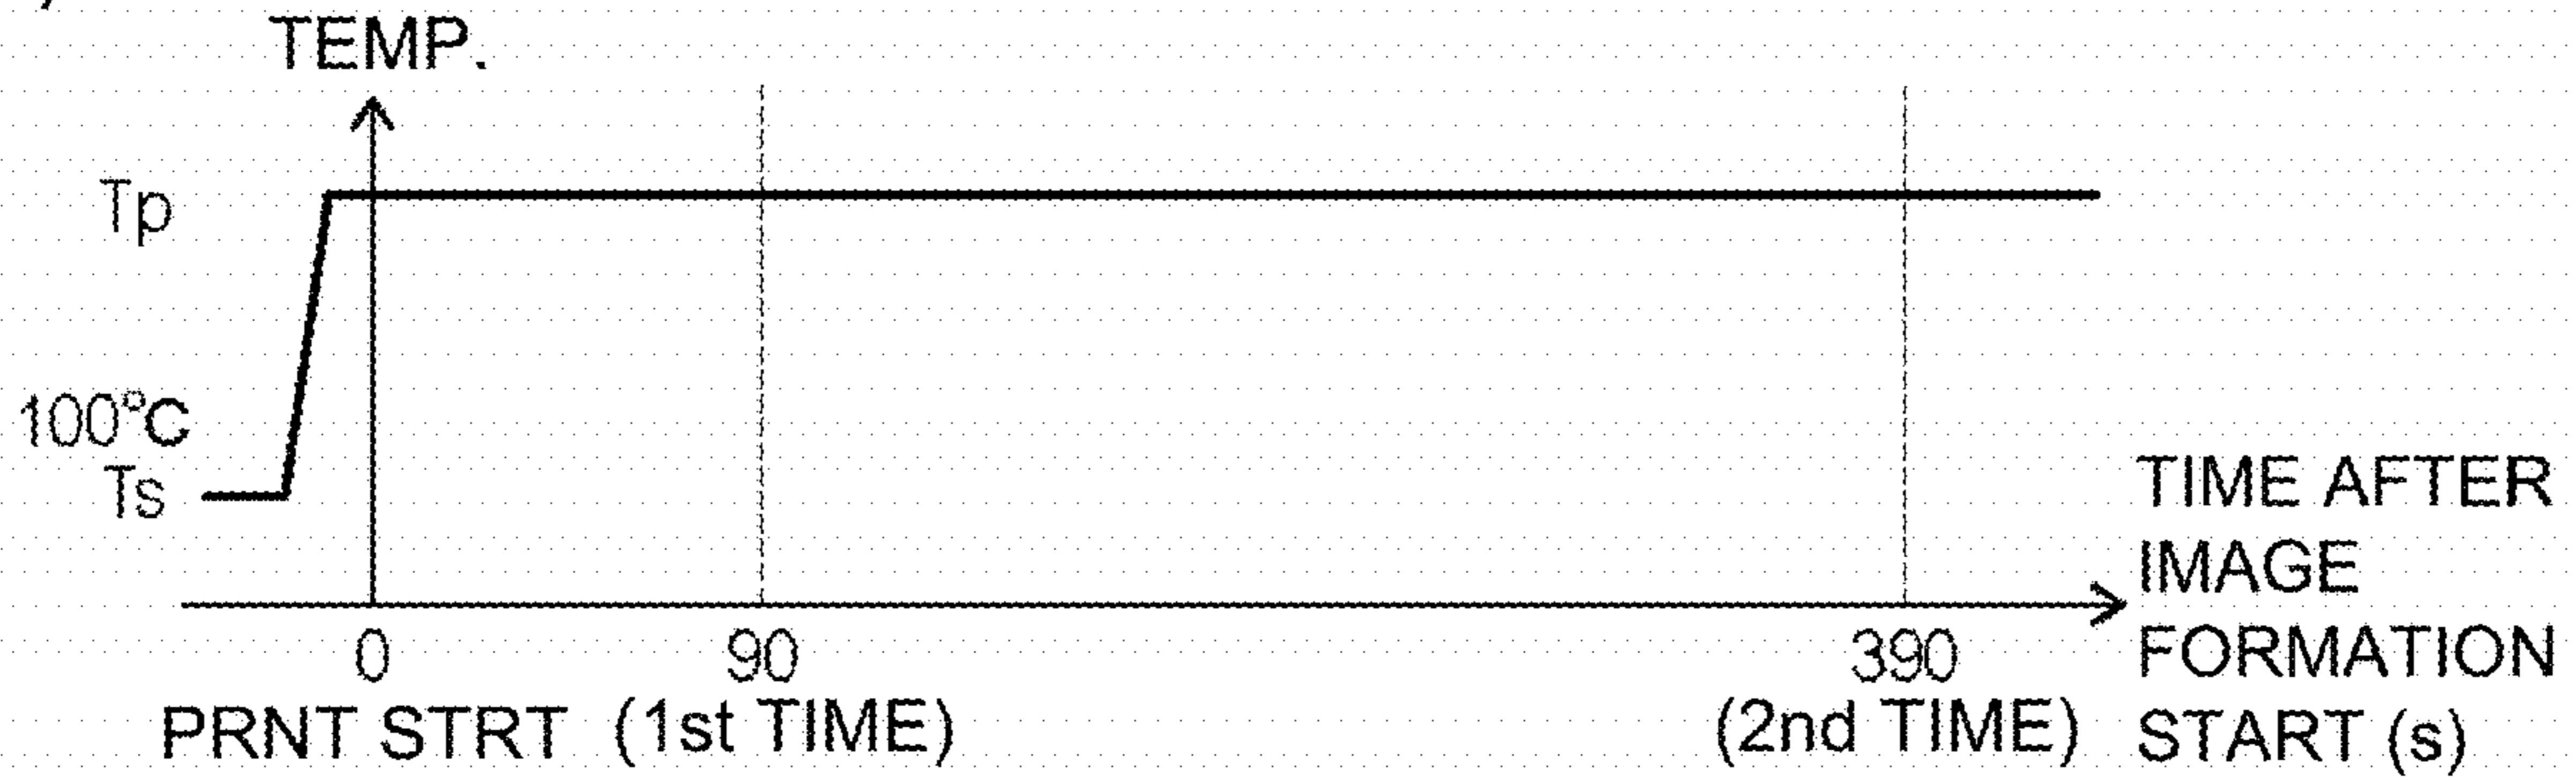 TEMP.
Tp
100°C
Ts
0
90
390
PRNT STRT
(1st TIME)
(2nd TIME)
TIME AFTER
IMAGE
FORMATION
START (s)